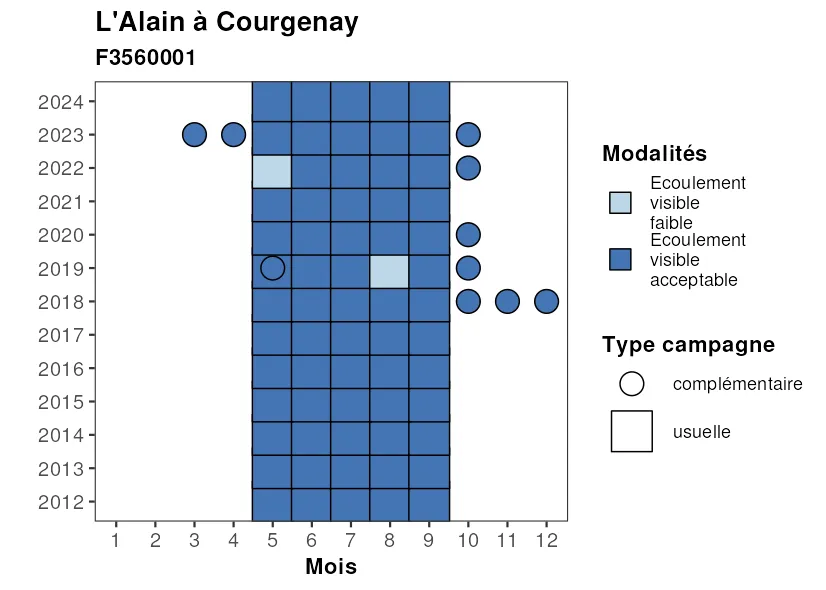 L'Alain à Courgenay
F3560001
2024
2023
2022
2021
2020
2019
2018
2017
2016
2015
2014
2013
2012
1 2 3 4 5 6 7 8 9 10 11 12
Mois
Modalités
Ecoulement
visible
faible
Ecoulement
visible
acceptable
Type campagne
complémentaire
usuelle